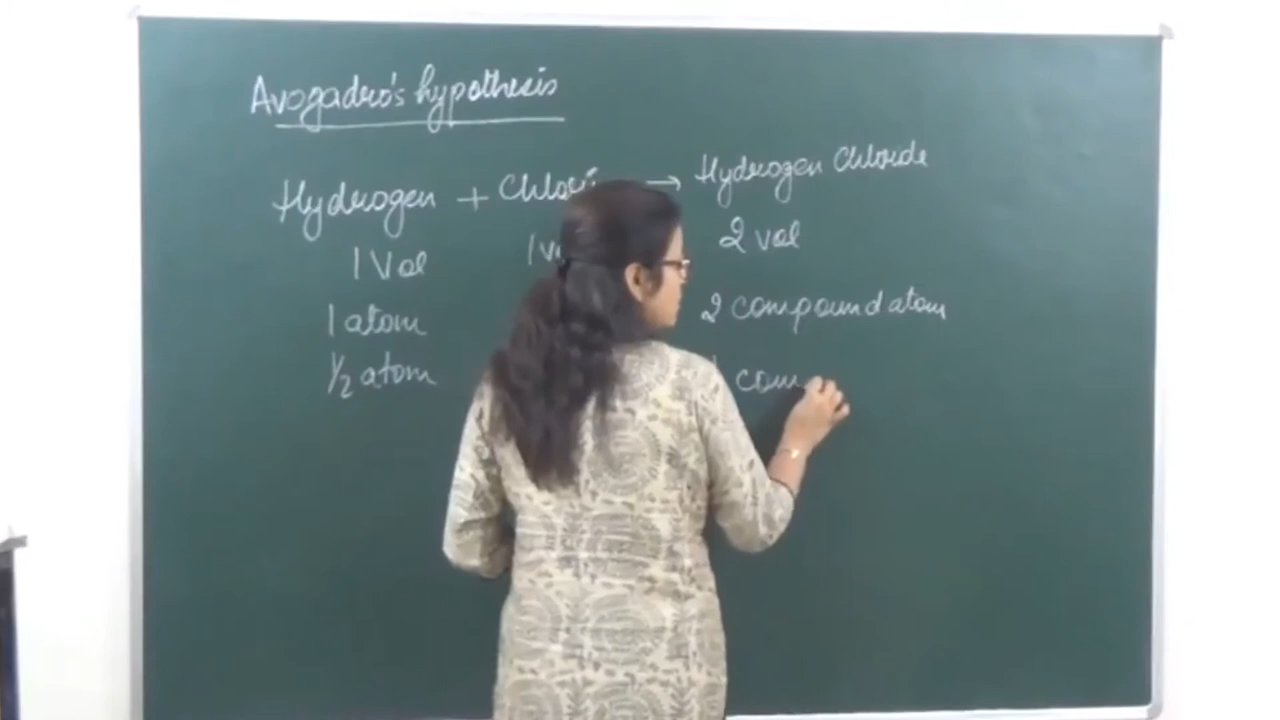 Avogadro's hypothesis
Hydrogen + → Hydrogen Chloride
1 Vol 2 vol
1 atom 2 compound atom
1/2 atom